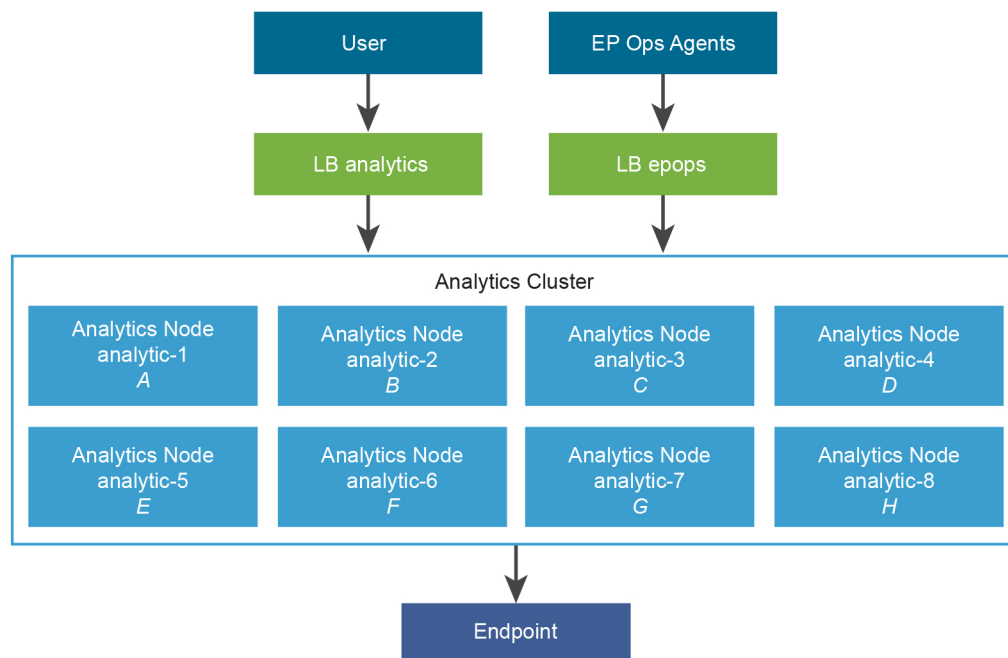 User
EP Ops Agents
LB analytics
LB epops
Analytics Cluster
Analytics Node
analytic-1
A
Analytics Node
analytic-2
B
Analytics Node
analytic-3
C
Analytics Node
analytic-4
D
Analytics Node
analytic-5
E
Analytics Node
analytic-6
F
Analytics Node
analytic-7
G
Analytics Node
analytic-8
H
Endpoint